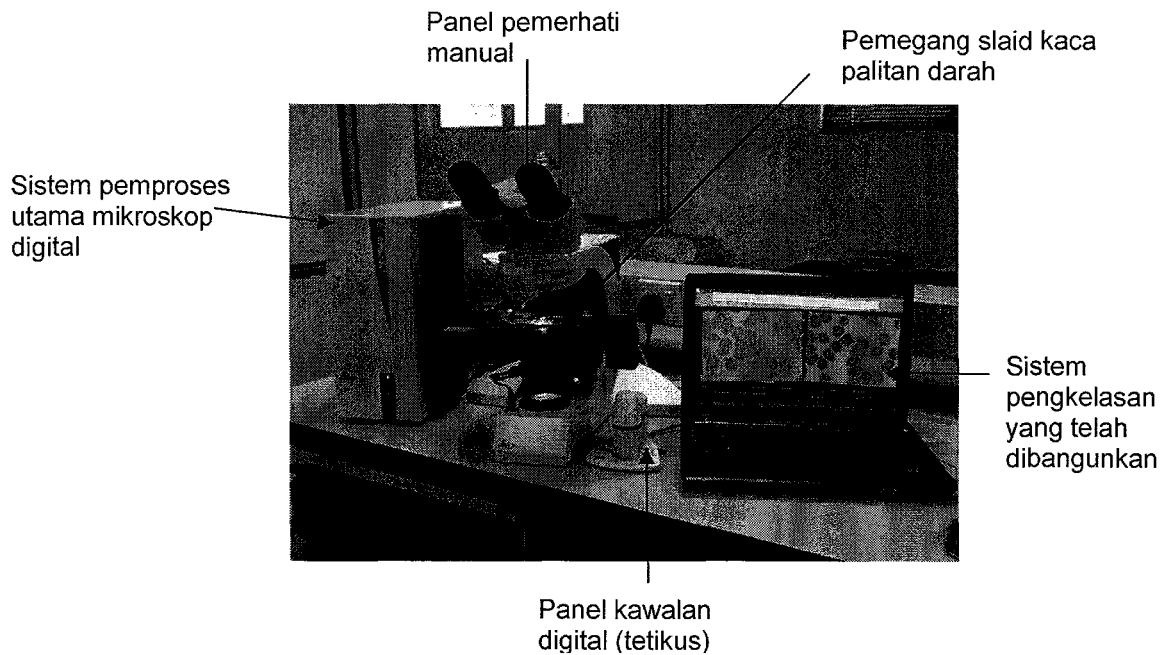 Panel pemerhati
manual
Pemegang slaid kaca
palitan darah
Sistem pemproses
utama mikroskop
digital
Sistem
pengkelasan
yang telah
dibangunkan
Panel kawalan
digital (tetikus)